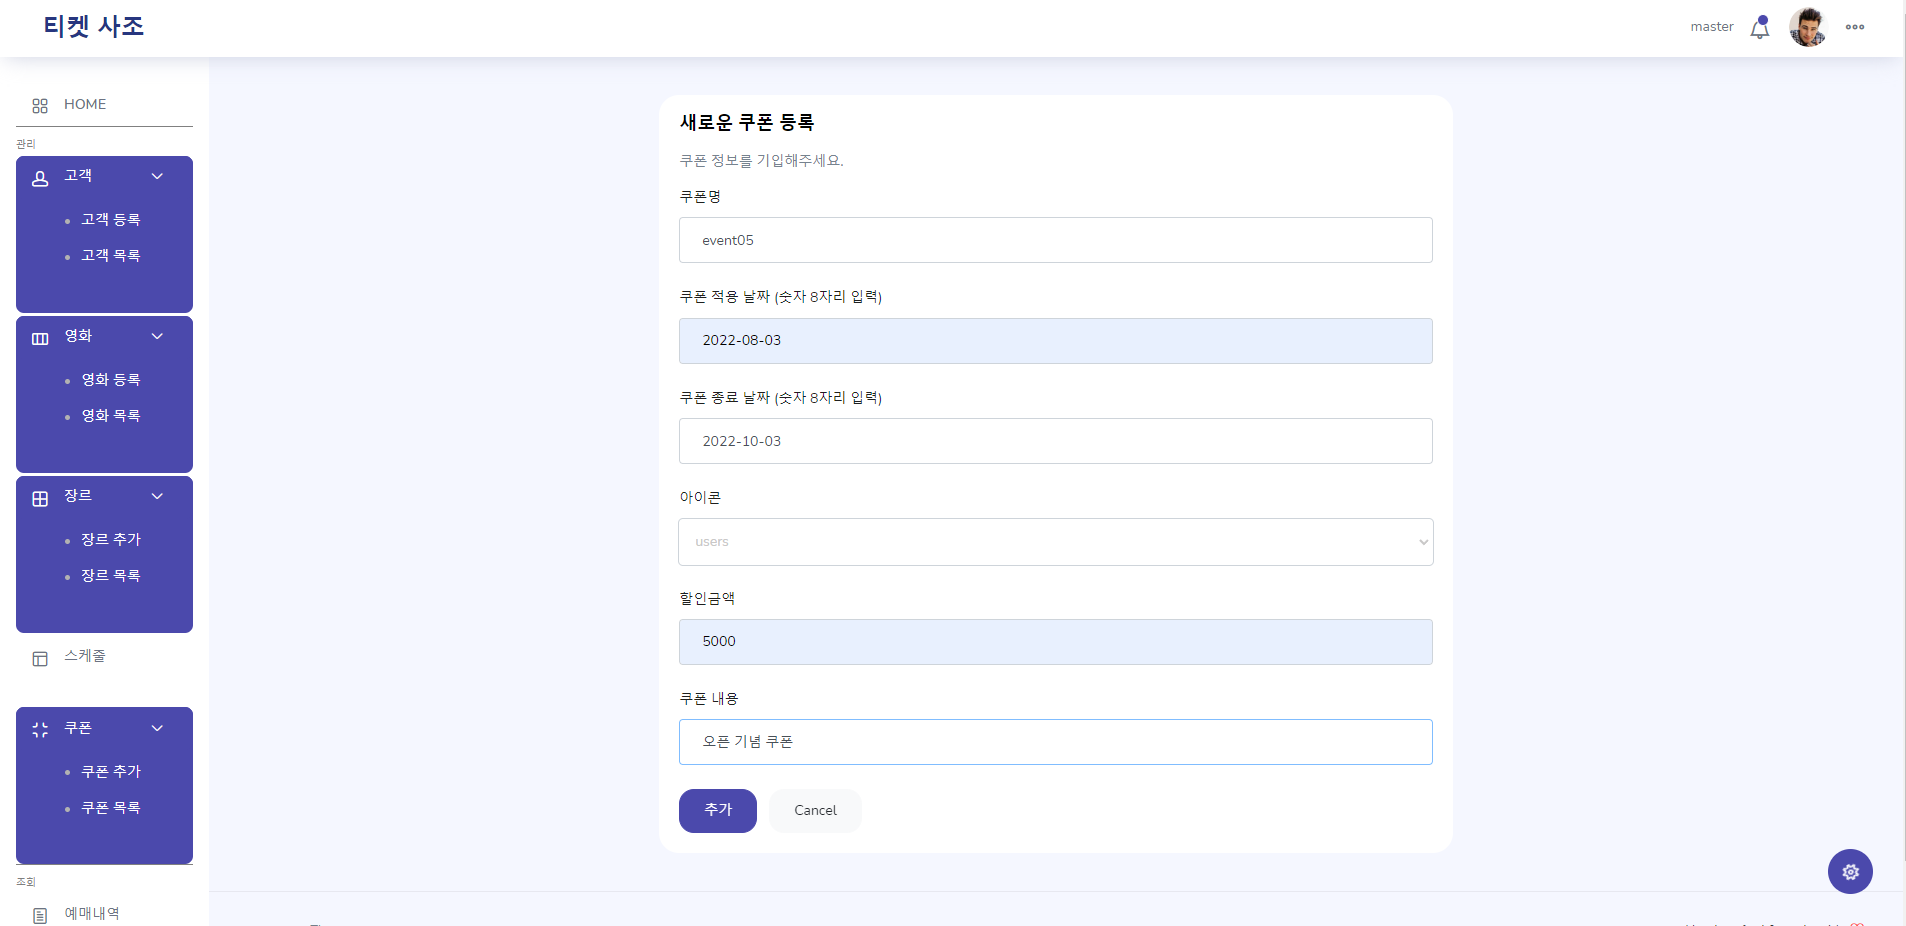 티켓 사조
master
HOME
관리
고객
고객 등록
고객 목록
영화
영화 등록
영화 목록
장르
장르 추가
장르 목록
스케줄
쿠폰
쿠폰 추가
쿠폰 목록
조회
예매내역
새로운 쿠폰 등록
쿠폰 정보를 기입해주세요.
쿠폰명
event05
쿠폰 적용 날짜 (숫자 8자리 입력)
2022-08-03
쿠폰 종료 날짜 (숫자 8자리 입력)
2022-10-03
아이콘
users
할인금액
5000
쿠폰 내용
오픈 기념 쿠폰
추가
Cancel